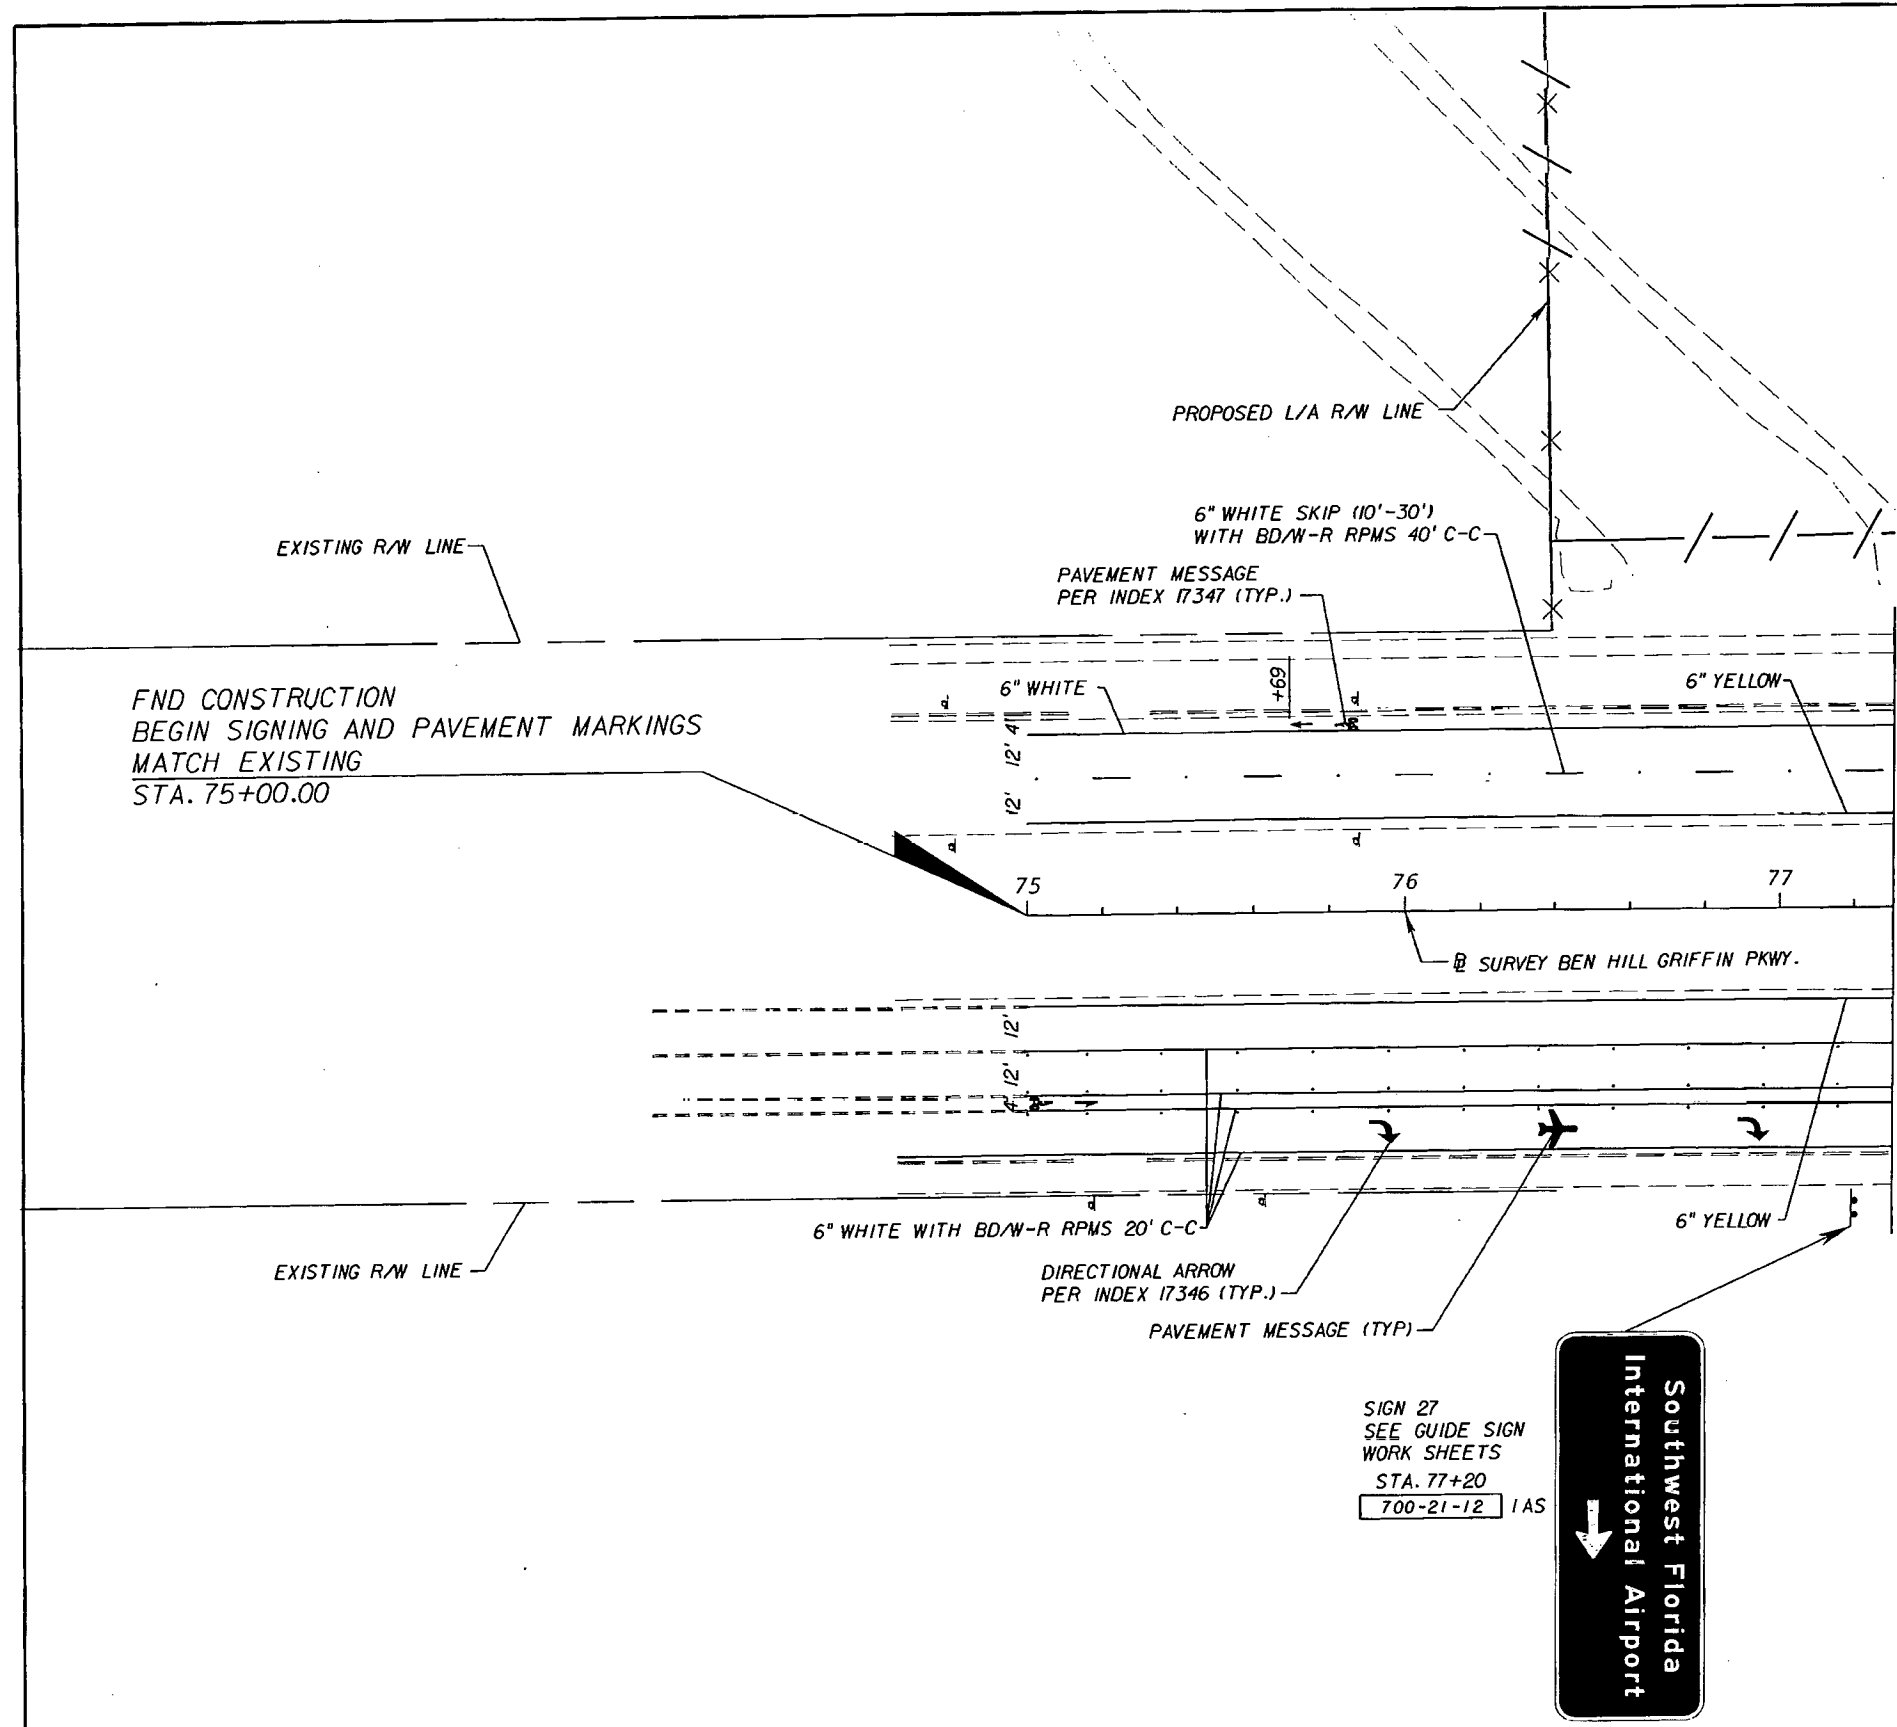 PROPOSED L/A R/W LINE
6" WHITE SKIP (10'-30')
WITH BD/W-R RPMS 40' C-C
EXISTING R/W LINE
PAVEMENT MESSAGE
PER INDEX 17347 (TYP.)
FND CONSTRUCTION
BEGIN SIGNING AND PAVEMENT MARKINGS
MATCH EXISTING
STA. 75+00.00
6" WHITE
+69
6" YELLOW
4'
12'
12'
75
76
77
SURVEY BEN HILL GRIFFIN PKWY.
12'
12'
4'
6" WHITE WITH BD/W-R RPMS 20' C-C
6" YELLOW
EXISTING R/W LINE
DIRECTIONAL ARROW
PER INDEX 17346 (TYP.)
PAVEMENT MESSAGE (TYP)
SIGN 27
SEE GUIDE SIGN
WORK SHEETS
STA. 77+20
700-21-12 1 AS
Southwest Florida
International Airport